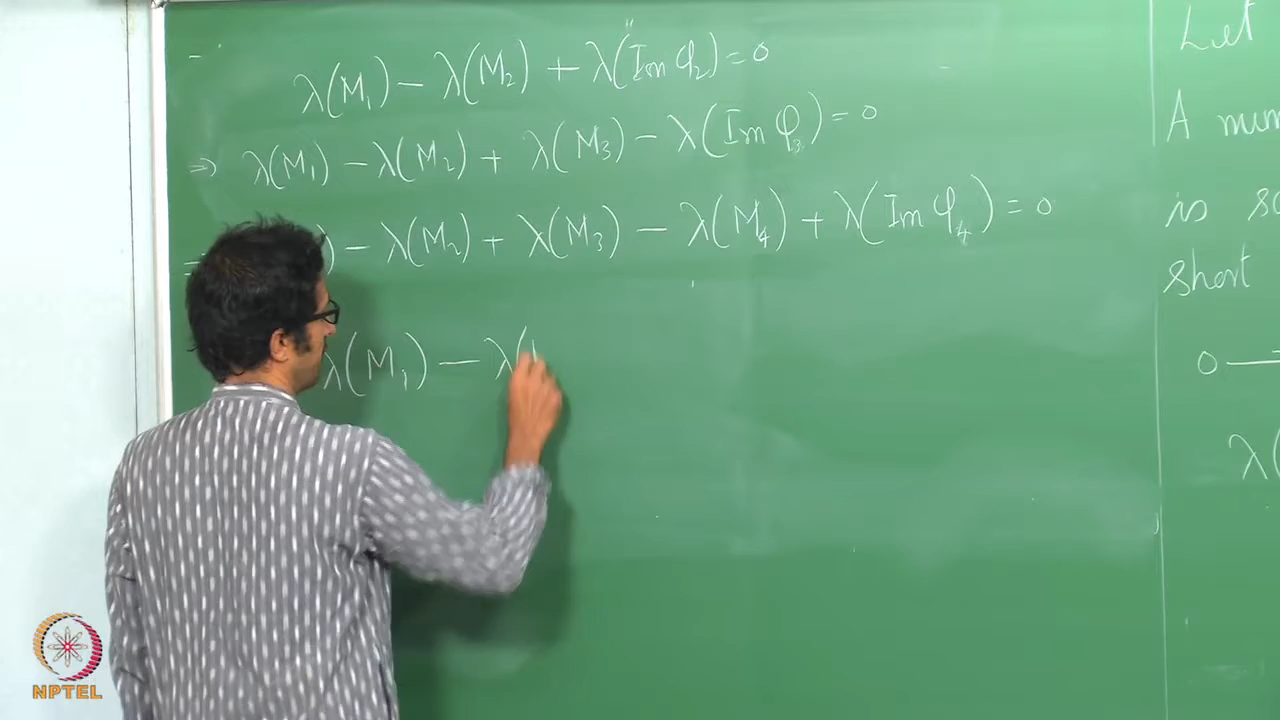 λ(M₁) − λ(M₂) + λ(Im φ₂) = 0
⇒ λ(M₁) − λ(M₂) + λ(M₃) − λ(Im φ₃) = 0
) − λ(M₂) + λ(M₃) − λ(M₄) + λ(Im φ₄) = 0
λ(M₁) − λ(
Let
A
is
short
0 —
λ(
NPTEL